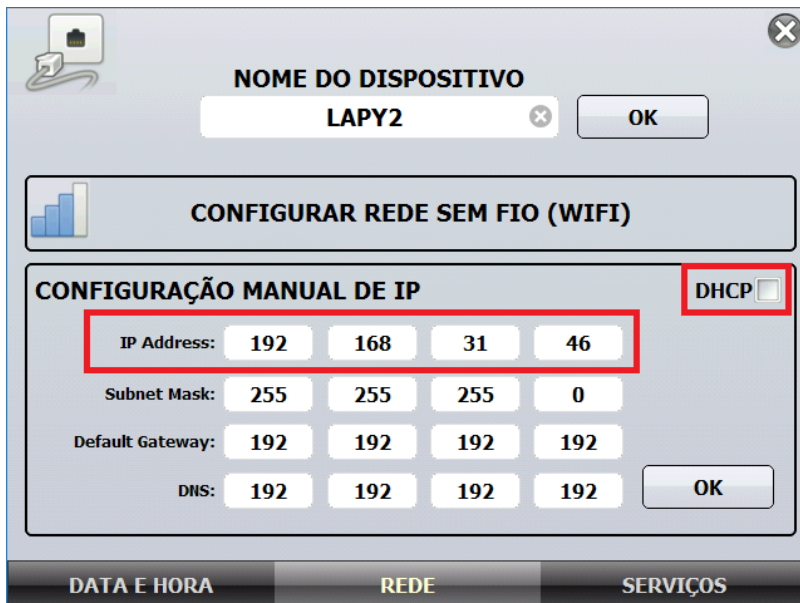 NOME DO DISPOSITIVO
LAPY2 OK
CONFIGURAR REDE SEM FIO (WIFI)
CONFIGURAÇÃO MANUAL DE IP DHCP
IP Address: 192 168 31 46
Subnet Mask: 255 255 255 0
Default Gateway: 192 192 192 192
DNS: 192 192 192 192 OK
DATA E HORA REDE SERVIÇOS